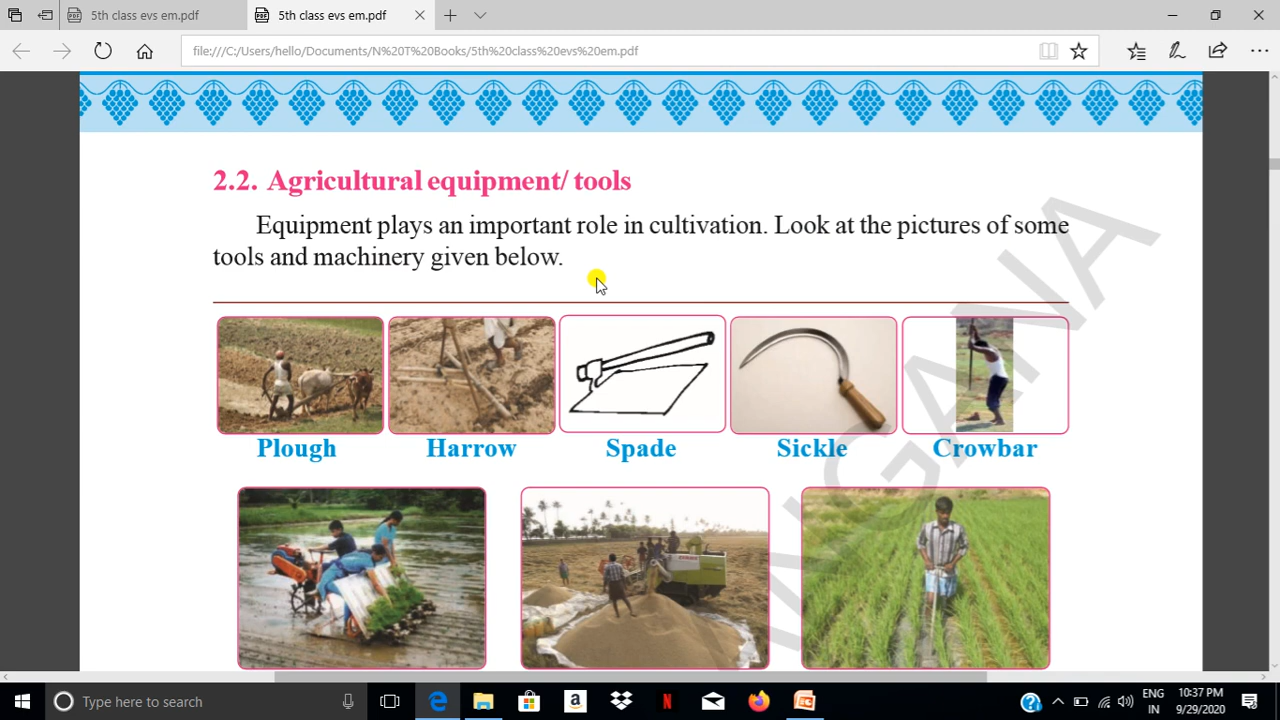 5th class evs em.pdf
5th class evs em.pdf
file:///C:/Users/hello/Documents/N%20T%20Books/5th%20class%20evs%20em.pdf
2.2. Agricultural equipment/ tools
Equipment plays an important role in cultivation. Look at the pictures of some
tools and machinery given below.
Plough Harrow Spade Sickle Crowbar
ANGANA
Type here to search
ENG
IN
10:37 PM
9/29/2020